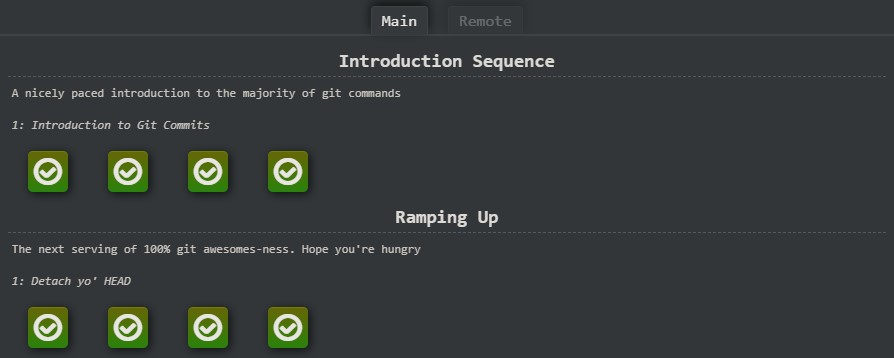 Main
Remote
Introduction Sequence
A nicely paced introduction to the majority of git commands
1: Introduction to Git Commits
Ramping Up
The next serving of 100% git awesomes-ness. Hope you're hungry
1: Detach yo' HEAD